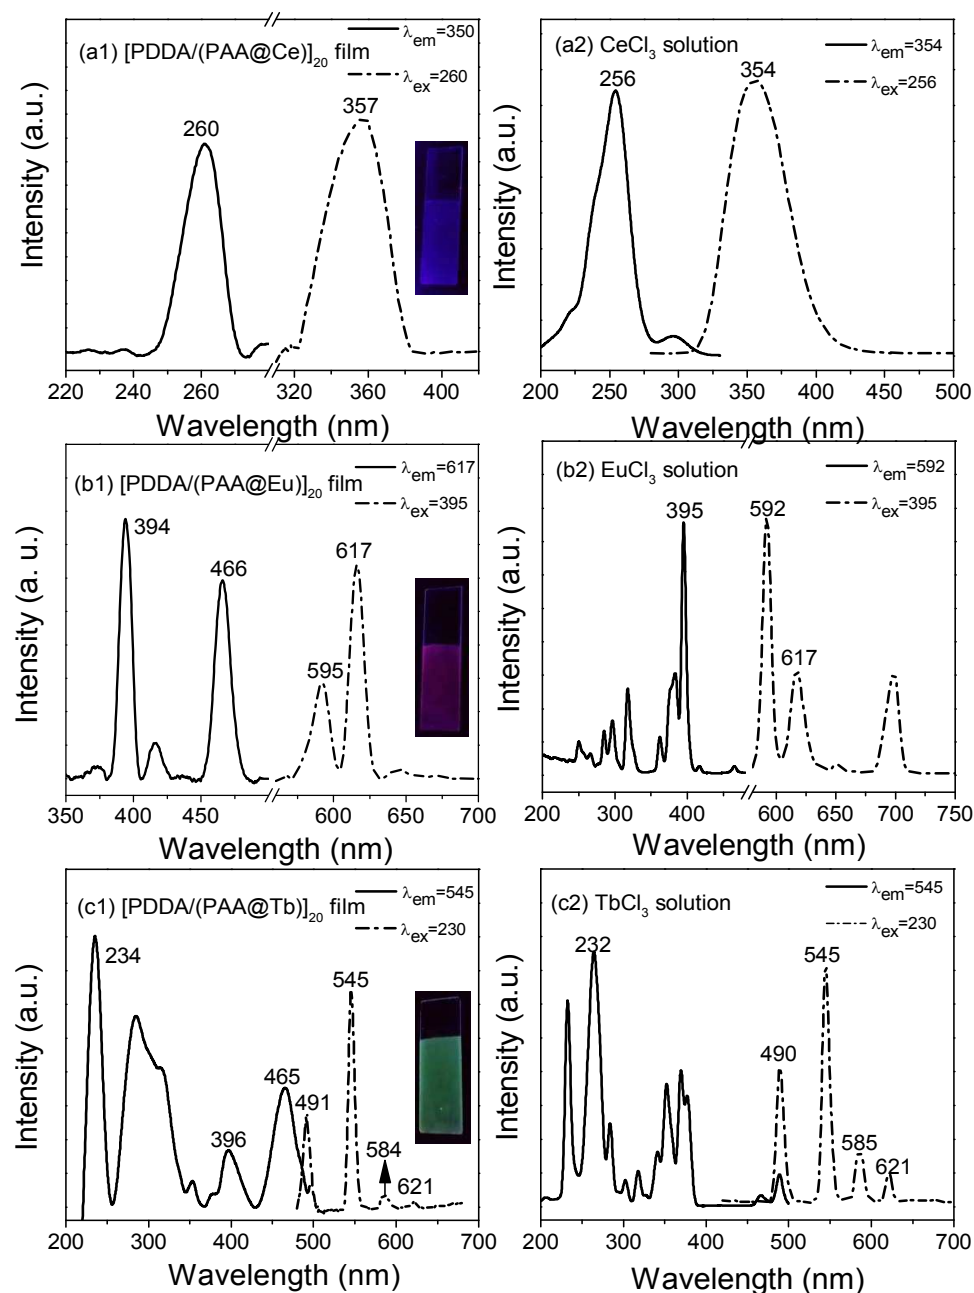 (a1) [PDDA/(PAA@Ce)]₂₀ film
λem=350
λex=260
260
357
Intensity (a.u.)
220 240 260 320 340 360 380 400
Wavelength (nm)
(a2) CeCl₃ solution
λem=354
λex=256
256
354
Intensity (a.u.)
200 250 300 350 400 450 500
Wavelength (nm)
(b1) [PDDA/(PAA@Eu)]₂₀ film
λem=617
λex=395
394
466
595
617
Intensity (a. u.)
350 400 450 600 650 700
Wavelength (nm)
(b2) EuCl₃ solution
λem=592
λex=395
395
592
617
Intensity (a.u.)
200 300 400 600 650 700 750
Wavelength (nm)
(c1) [PDDA/(PAA@Tb)]₂₀ film
λem=545
λex=230
234
396
465
491
545
584
621
Intensity (a.u.)
200 300 400 500 600 700
Wavelength (nm)
(c2) TbCl₃ solution
λem=545
λex=230
232
490
545
585
621
Intensity (a.u.)
200 300 400 500 600 700
Wavelength (nm)